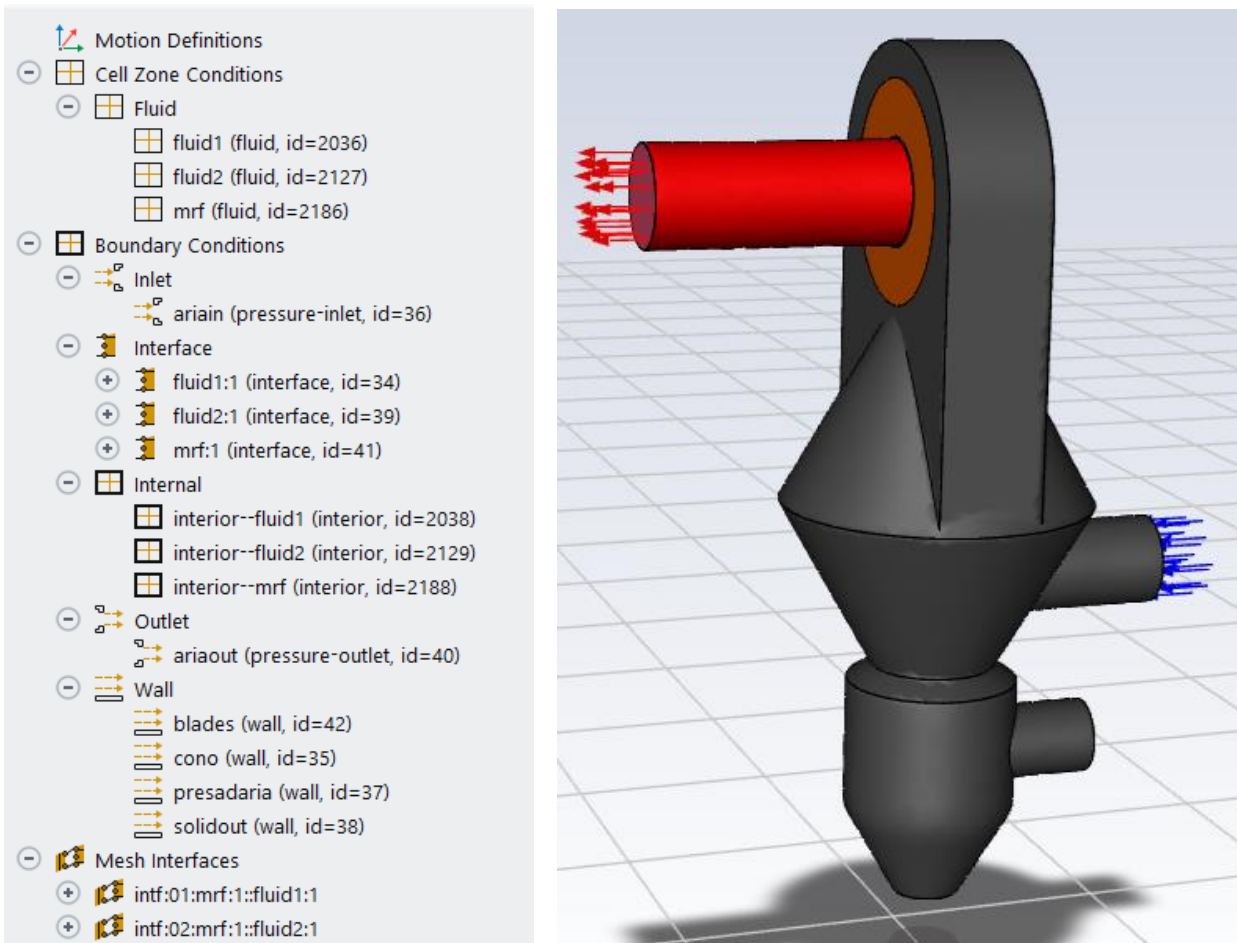 Motion Definitions
Cell Zone Conditions
Fluid
fluid1 (fluid, id=2036)
fluid2 (fluid, id=2127)
mrf (fluid, id=2186)
Boundary Conditions
Inlet
ariain (pressure-inlet, id=36)
Interface
fluid1:1 (interface, id=34)
fluid2:1 (interface, id=39)
mrf:1 (interface, id=41)
Internal
interior--fluid1 (interior, id=2038)
interior--fluid2 (interior, id=2129)
interior--mrf (interior, id=2188)
Outlet
ariaout (pressure-outlet, id=40)
Wall
blades (wall, id=42)
cono (wall, id=35)
presadaria (wall, id=37)
solidout (wall, id=38)
Mesh Interfaces
intf:01:mrf:1::fluid1:1
intf:02:mrf:1::fluid2:1